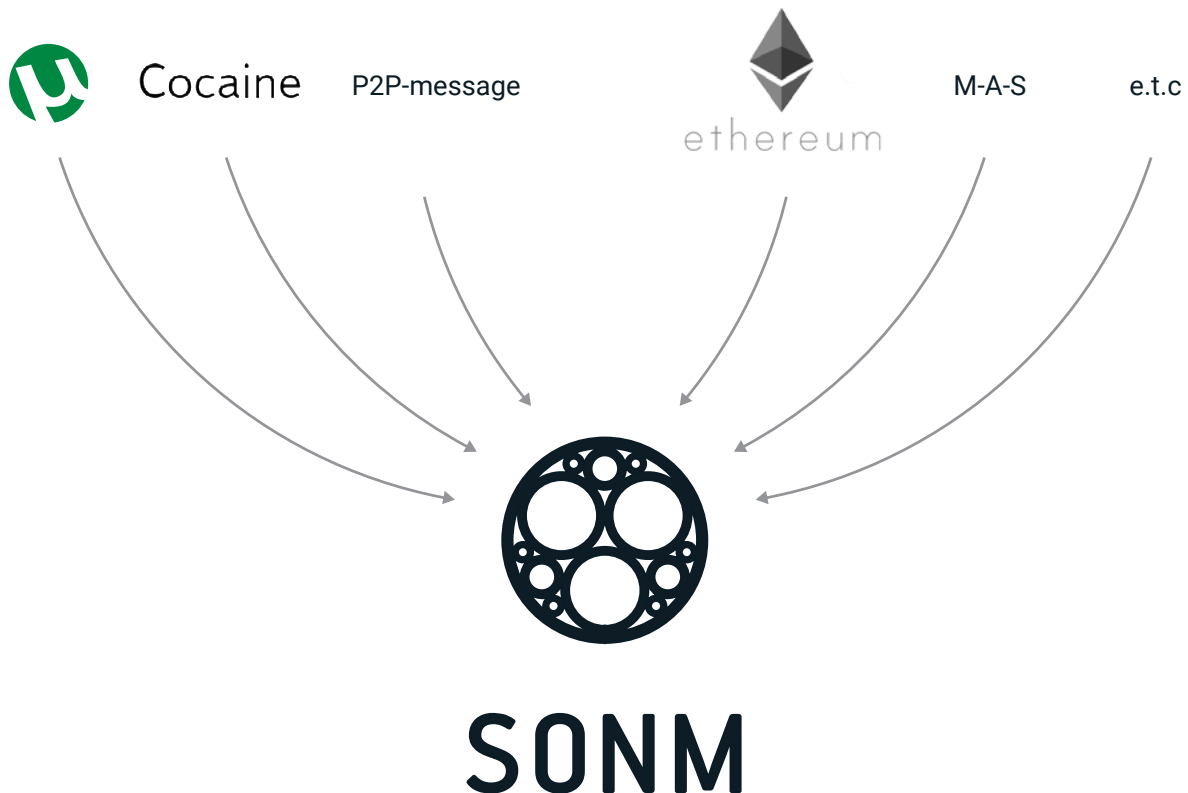 µ
Cocaine
P2P-message
ethereum
M-A-S
e.t.c
SONM